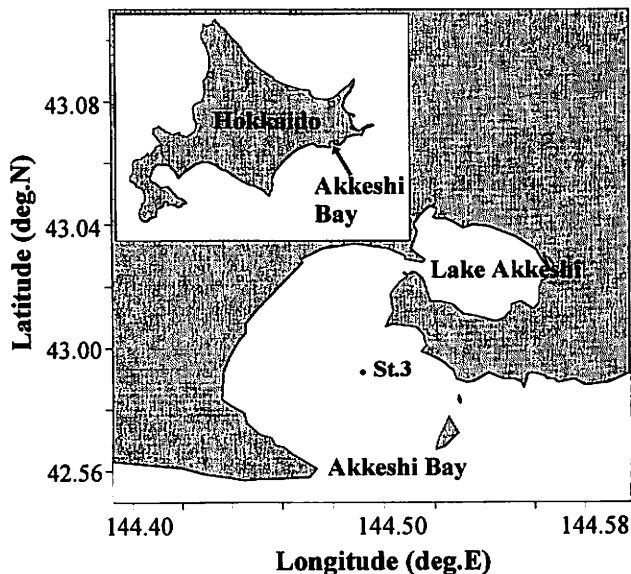 Hokkaido
Akkeshi
Bay
Lake Akkeshi
St.3
Akkeshi Bay
43.08
43.04
43.00
42.56
Latitude (deg.N)
144.40
144.50
144.58
Longitude (deg.E)